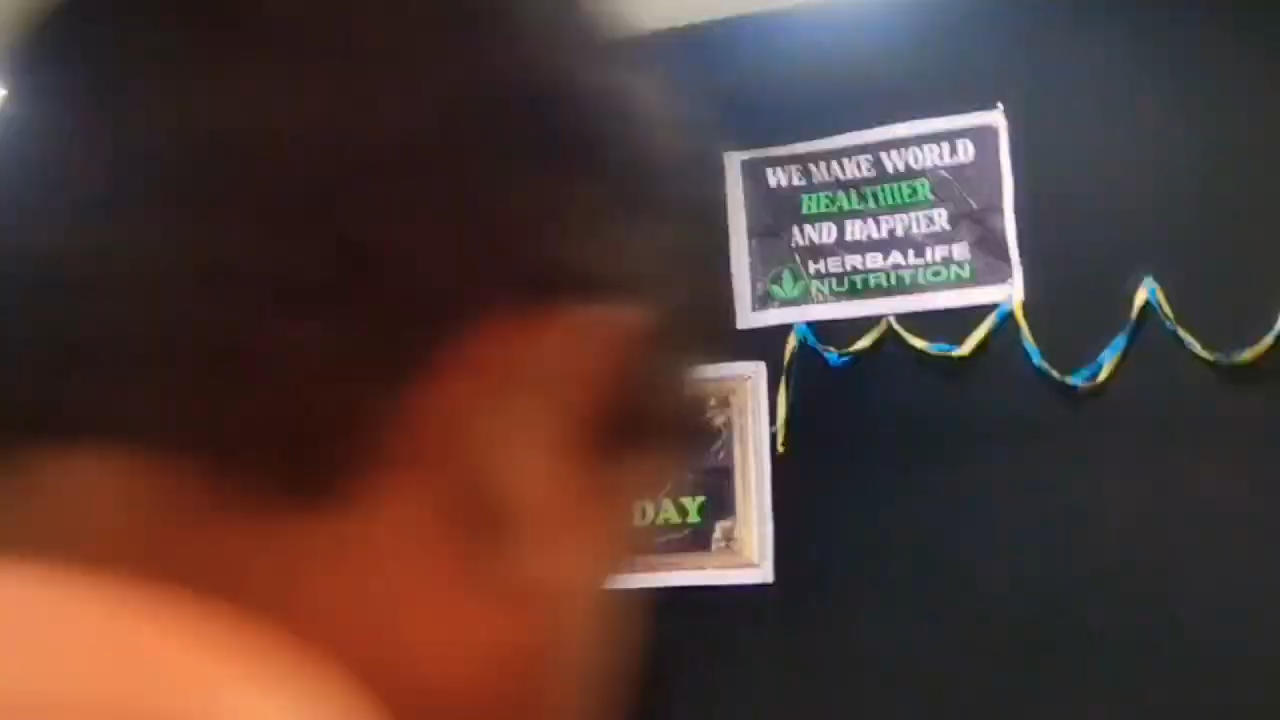 WE MAKE WORLD
HEALTHIER
AND HAPPIER
HERBALIFE
NUTRITION
DAY